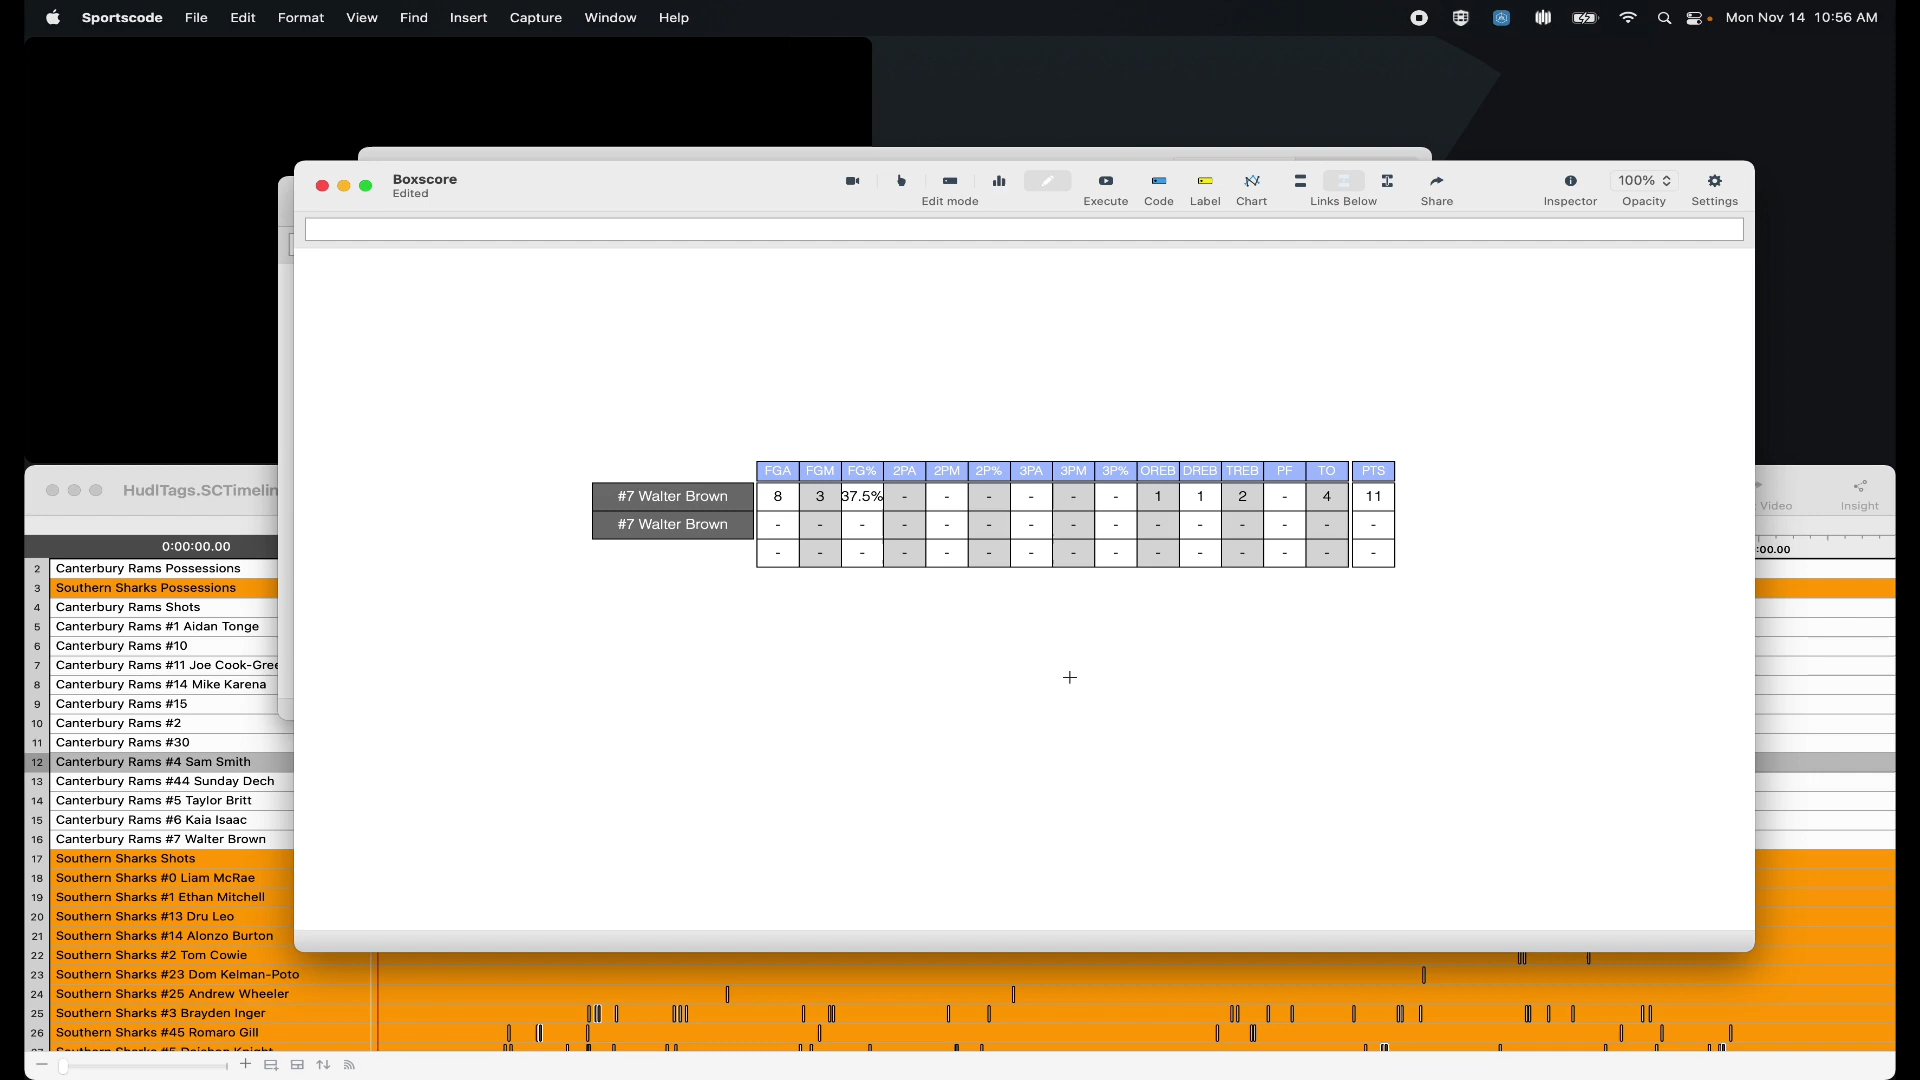 Sportscode File Edit Format View Find Insert Capture Window Help Mon Nov 14 10:56 AM
Boxscore
Edited
100%
Edit mode Execute Code Label Chart Links Below Share Inspector Opacity Settings
FGA FGM FG% 2PA 2PM 2P% 3PA 3PM 3P% OREB DREB TREB PF TO PTS
#7 Walter Brown 8 3 37.5% - - - - - - 1 1 2 - 4 11
#7 Walter Brown - - - - - - - - - - - - - - -
- - - - - - - - - - - - - - -
HudlTags.SCTimelin
Video Insight
0:00:00.00 :00.00
2 Canterbury Rams Possessions
3 Southern Sharks Possessions
4 Canterbury Rams Shots
5 Canterbury Rams #1 Aidan Tonge
6 Canterbury Rams #10
7 Canterbury Rams #11 Joe Cook-Gree
8 Canterbury Rams #14 Mike Karena
9 Canterbury Rams #15
10 Canterbury Rams #2
11 Canterbury Rams #30
12 Canterbury Rams #4 Sam Smith
13 Canterbury Rams #44 Sunday Dech
14 Canterbury Rams #5 Taylor Britt
15 Canterbury Rams #6 Kaia Isaac
16 Canterbury Rams #7 Walter Brown
17 Southern Sharks Shots
18 Southern Sharks #0 Liam McRae
19 Southern Sharks #1 Ethan Mitchell
20 Southern Sharks #13 Dru Leo
21 Southern Sharks #14 Alonzo Burton
22 Southern Sharks #2 Tom Cowie
23 Southern Sharks #23 Dom Kelman-Poto
24 Southern Sharks #25 Andrew Wheeler
25 Southern Sharks #3 Brayden Inger
26 Southern Sharks #45 Romaro Gill